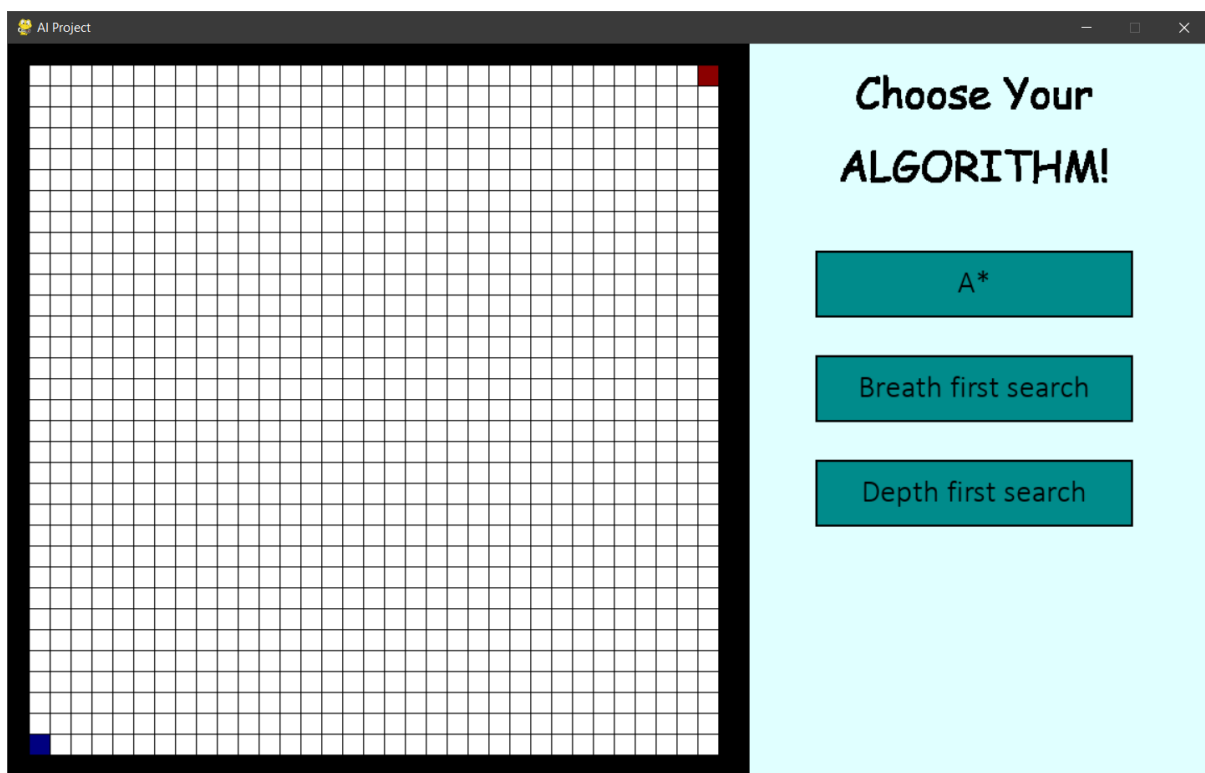 AI Project
Choose Your
ALGORITHM!
A*
Breath first search
Depth first search